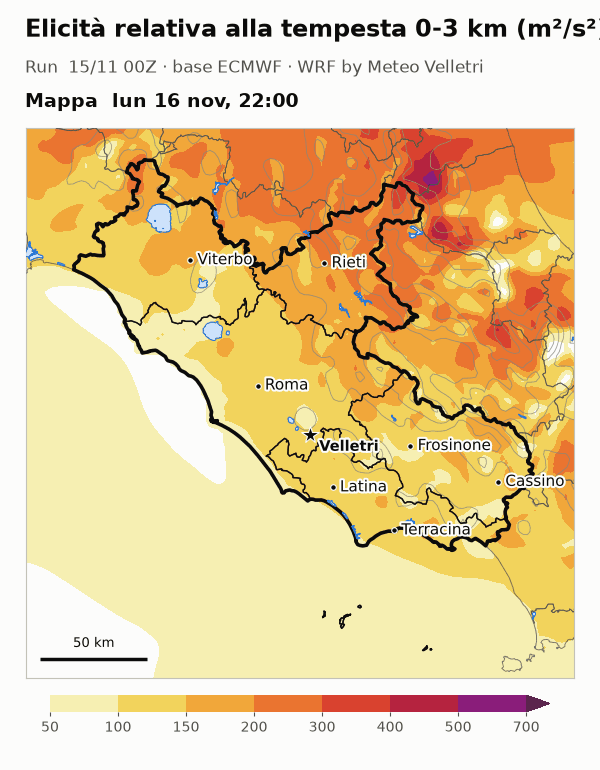 Elicità relativa alla tempesta 0-3 km (m²/s²)
Run  15/11 00Z · base ECMWF · WRF by Meteo Velletri
Mappa  lun 16 nov, 22:00
Viterbo
Rieti
Roma
Velletri
Frosinone
Latina
Cassino
Terracina
50 km
50 100 150 200 300 400 500 700